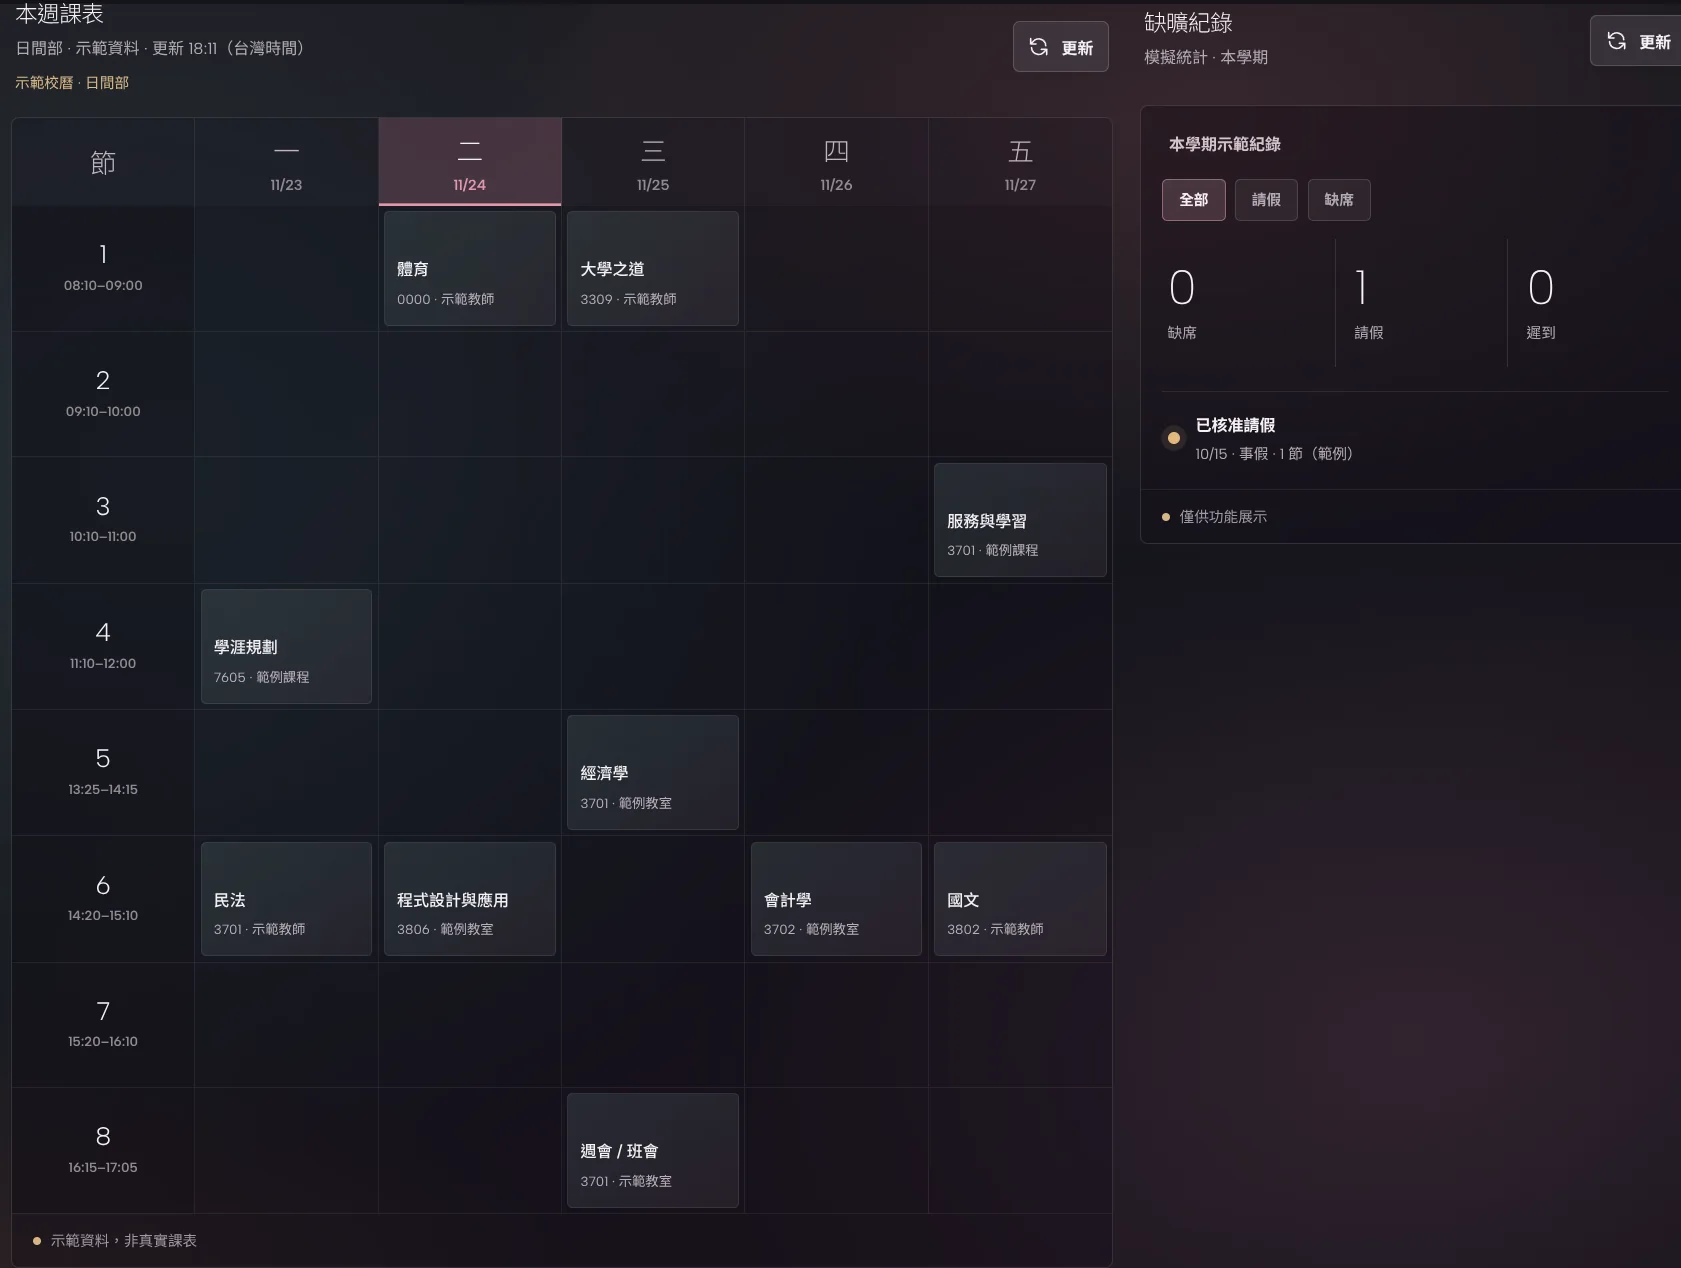 本週課表
日間部 · 示範資料 · 更新 18:11（台灣時間）
示範校曆 · 日間部
更新
節
一
11/23
二
11/24
三
11/25
四
11/26
五
11/27
1
08:10–09:00
體育
0000 · 示範教師
大學之道
3309 · 示範教師
2
09:10–10:00
3
10:10–11:00
服務與學習
3701 · 範例課程
4
11:10–12:00
學涯規劃
7605 · 範例課程
5
13:25–14:15
經濟學
3701 · 範例教室
6
14:20–15:10
民法
3701 · 示範教師
程式設計與應用
3806 · 範例教室
會計學
3702 · 範例教室
國文
3802 · 示範教師
7
15:20–16:10
8
16:15–17:05
週會 / 班會
3701 · 示範教室
示範資料，非真實課表
缺曠紀錄
模擬統計 · 本學期
更新
本學期示範紀錄
全部
請假
缺席
0
缺席
1
請假
0
遲到
已核准請假
10/15 · 事假 · 1 節（範例）
僅供功能展示